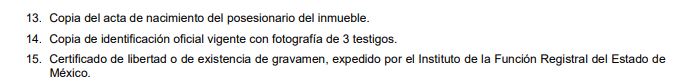 13. Copia del acta de nacimiento del posesionario del inmueble.
14. Copia de identificación oficial vigente con fotografía de 3 testigos.
15. Certificado de libertad o de existencia de gravamen, expedido por el Instituto de la Función Registral del Estado de
México.